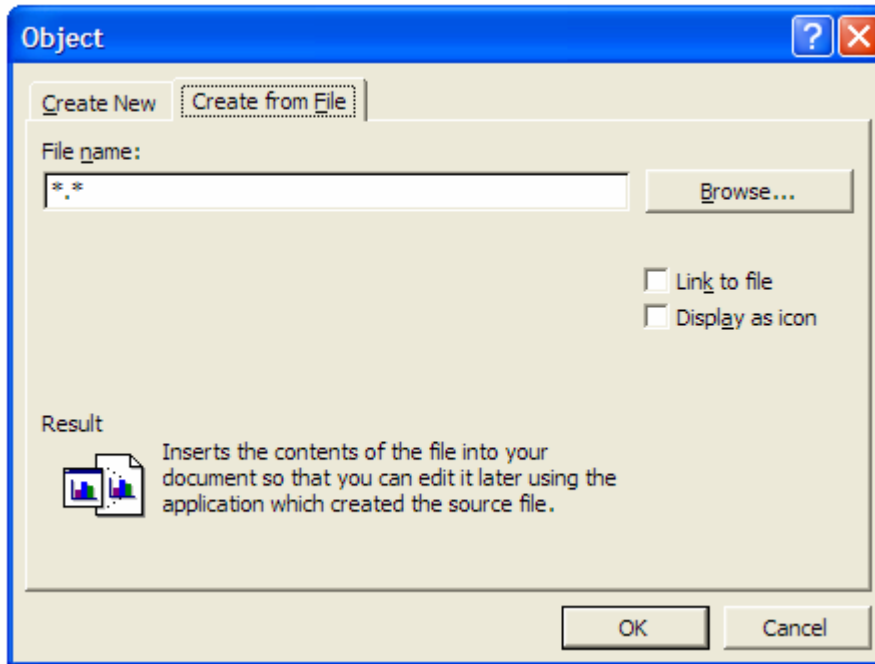 Object
Create New
Create from File
File name:
*.*
Browse...
Link to file
Display as icon
Result
Inserts the contents of the file into your
document so that you can edit it later using the
application which created the source file.
OK
Cancel